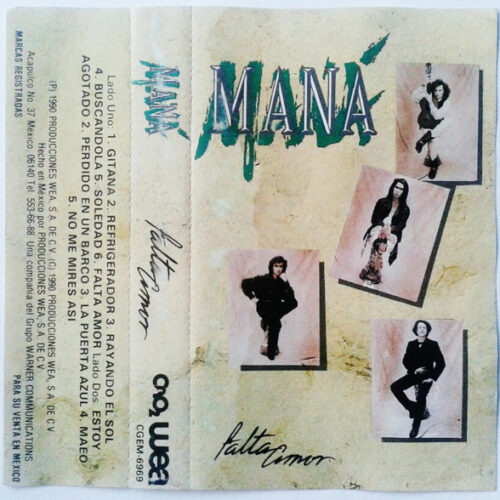 MANÁ
Falta Amor
MANÁ
Falta Amor
wea
CGEM-6969
Lado Uno 1. GITANA 2. REFRIGERADOR 3. RAYANDO EL SOL
4. BUSCANDOLA 5. SOLEDAD 6. FALTA AMOR Lado Dos ESTOY
AGOTADO 2. PERDIDO EN UN BARCO 3. LA PUERTA AZUL 4. MAEO
5. NO ME MIRES ASI
(P) 1990 PRODUCCIONES WEA, S.A. DE C.V. (C) 1990 PRODUCCIONES WEA, S.A. DE C.V.
Hecho en México por PRODUCCIONES WEA, S.A. DE C.V.
Acapulco No. 37 México, 06140 Tel. 553-66-88 Una compañía del Grupo WARNER COMMUNICATIONS
MARCAS REGISTRADAS PARA SU VENTA EN MEXICO